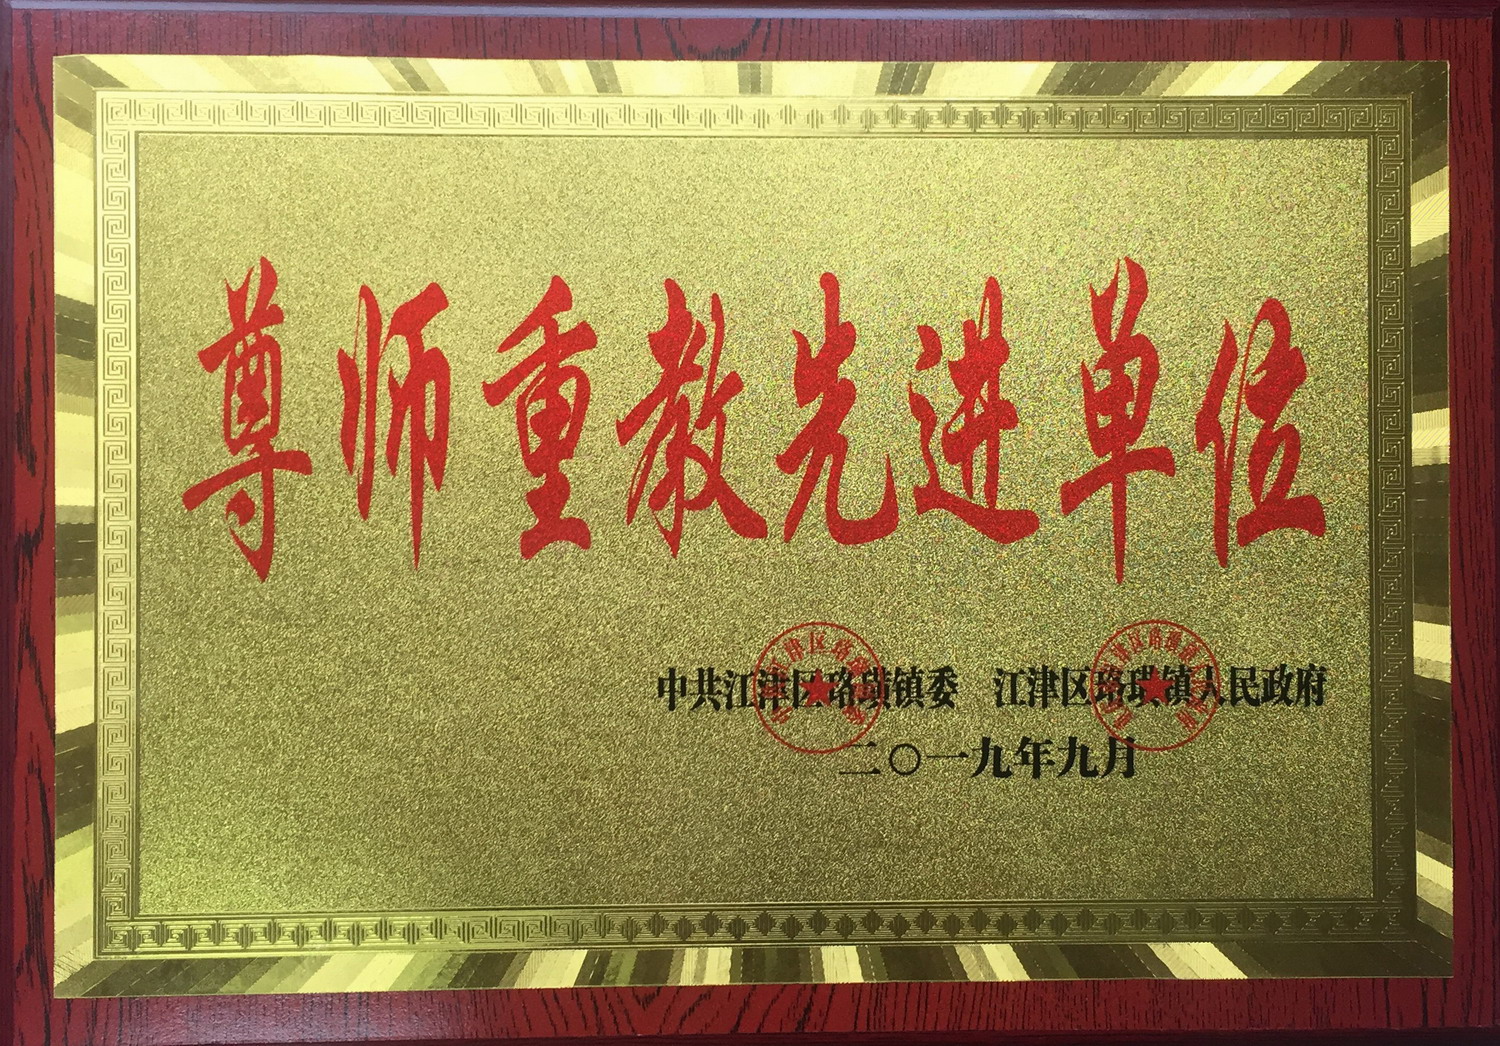 尊师重教先进单位
中共江津区珞璜镇委 江津区珞璜镇人民政府
二〇一九年九月